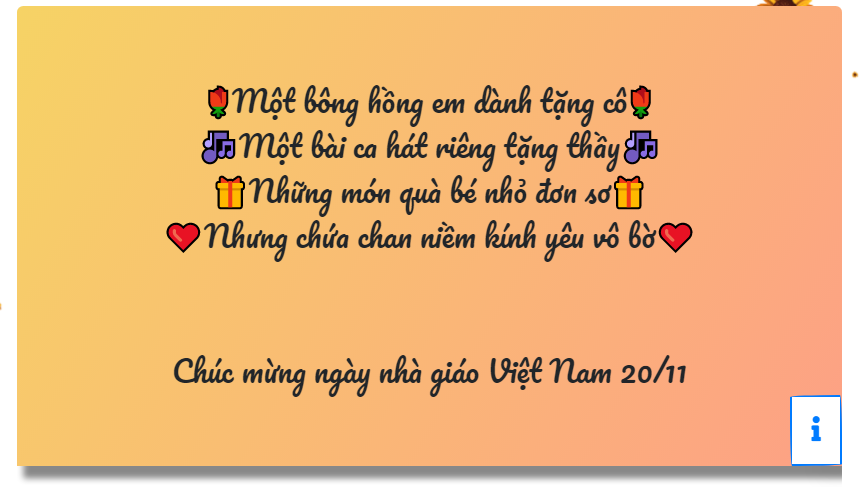 🌹Một bông hồng em dành tặng cô🌹
🎵Một bài ca hát riêng tặng thầy🎵
🎁Những món quà bé nhỏ đơn sơ🎁
❤️Nhưng chứa chan niềm kính yêu vô bờ❤️
Chúc mừng ngày nhà giáo Việt Nam 20/11
i